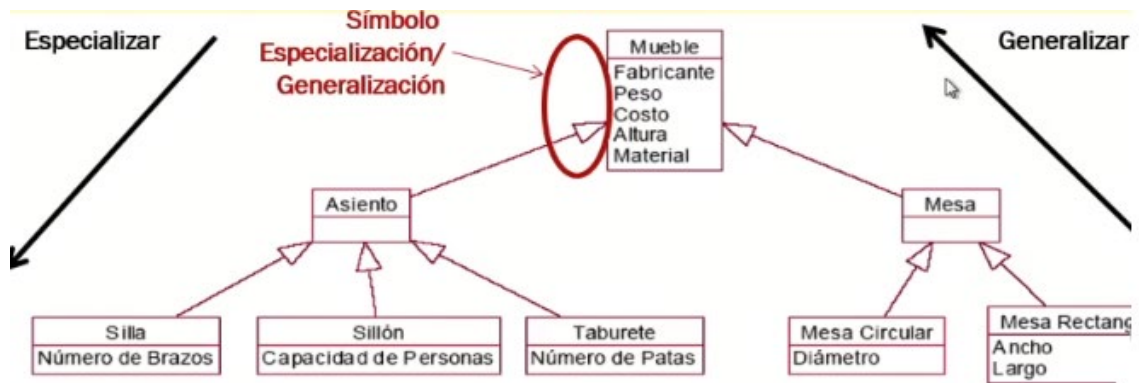 Especializar
Símbolo
Especialización/
Generalización
Generalizar
Mueble
Fabricante
Peso
Costo
Altura
Material
Asiento
Mesa
Silla
Número de Brazos
Sillón
Capacidad de Personas
Taburete
Número de Patas
Mesa Circular
Diámetro
Mesa Rectang
Ancho
Largo